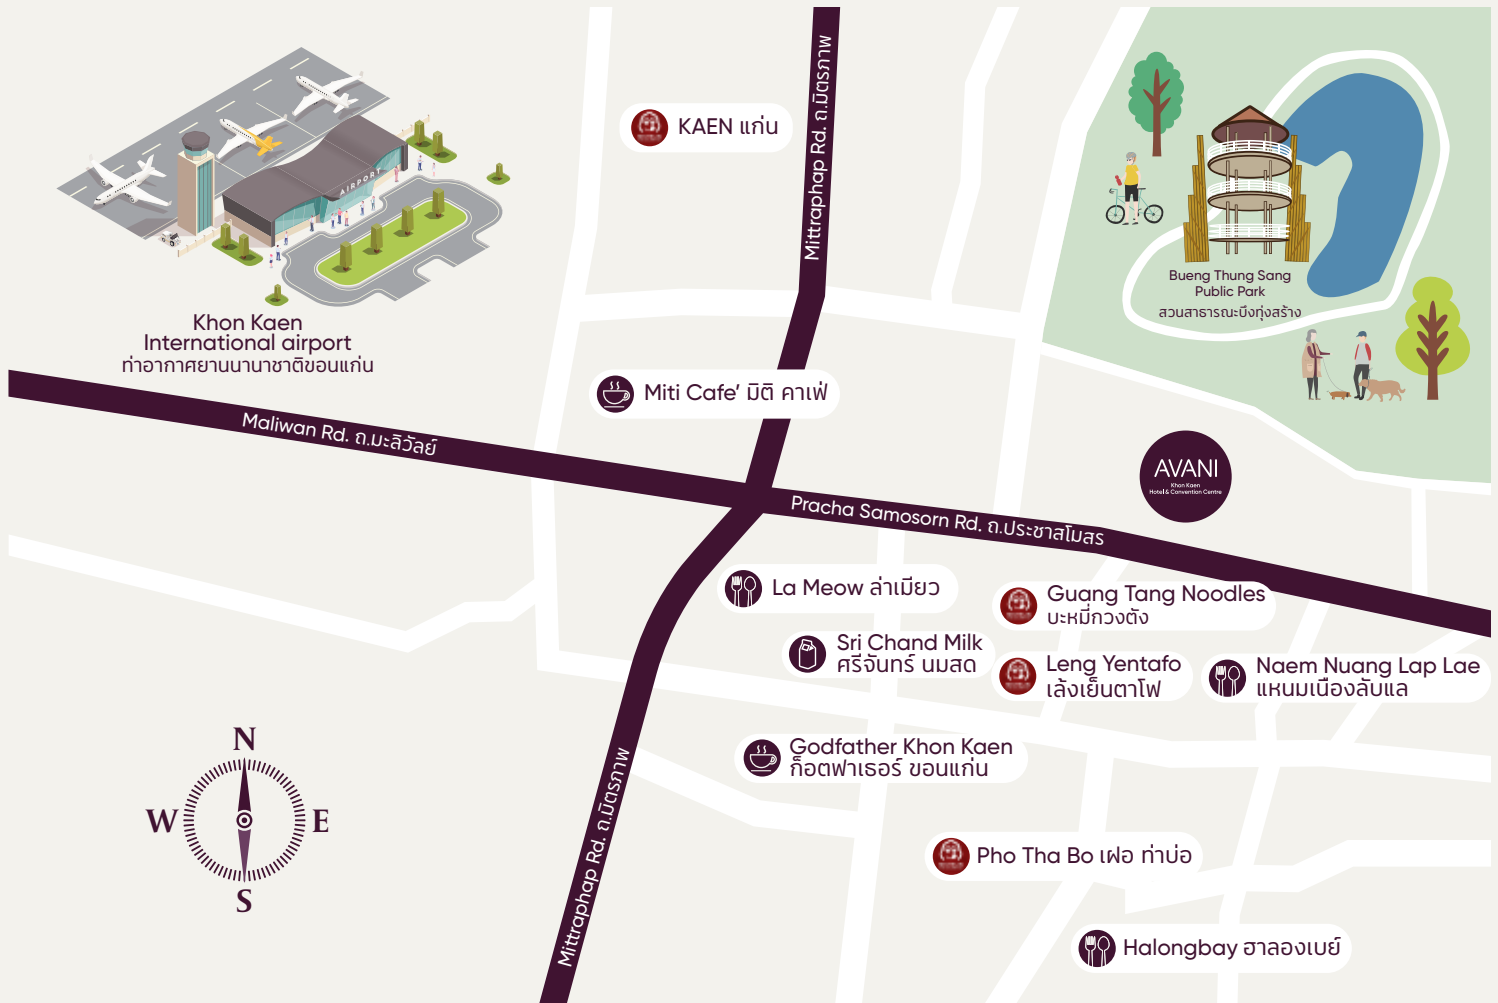 KAEN แก่น
Mittraphap Rd. ถ.มิตรภาพ
AIRPORT
Khon Kaen
International airport
ท่าอากาศยานนานาชาติขอนแก่น
Bueng Thung Sang
Public Park
สวนสาธารณะบึงทุ่งสร้าง
Miti Cafe’ มิติ คาเฟ่
Maliwan Rd. ถ.มะลิวัลย์
AVANI
Khon Kaen
Hotel & Convention Centre
Pracha Samosorn Rd. ถ.ประชาสโมสร
La Meow ล่าเมียว
Guang Tang Noodles
บะหมี่กวงตัง
Sri Chand Milk
ศรีจันทร์ นมสด
Leng Yentafo
เล้งเย็นตาโฟ
Naem Nuang Lap Lae
แหนมเนืองลับแล
Godfather Khon Kaen
ก็อตฟาเธอร์ ขอนแก่น
Mittraphap Rd. ถ.มิตรภาพ
N
W
E
S
Pho Tha Bo เฝอ ท่าบ่อ
Halongbay ฮาลองเบย์